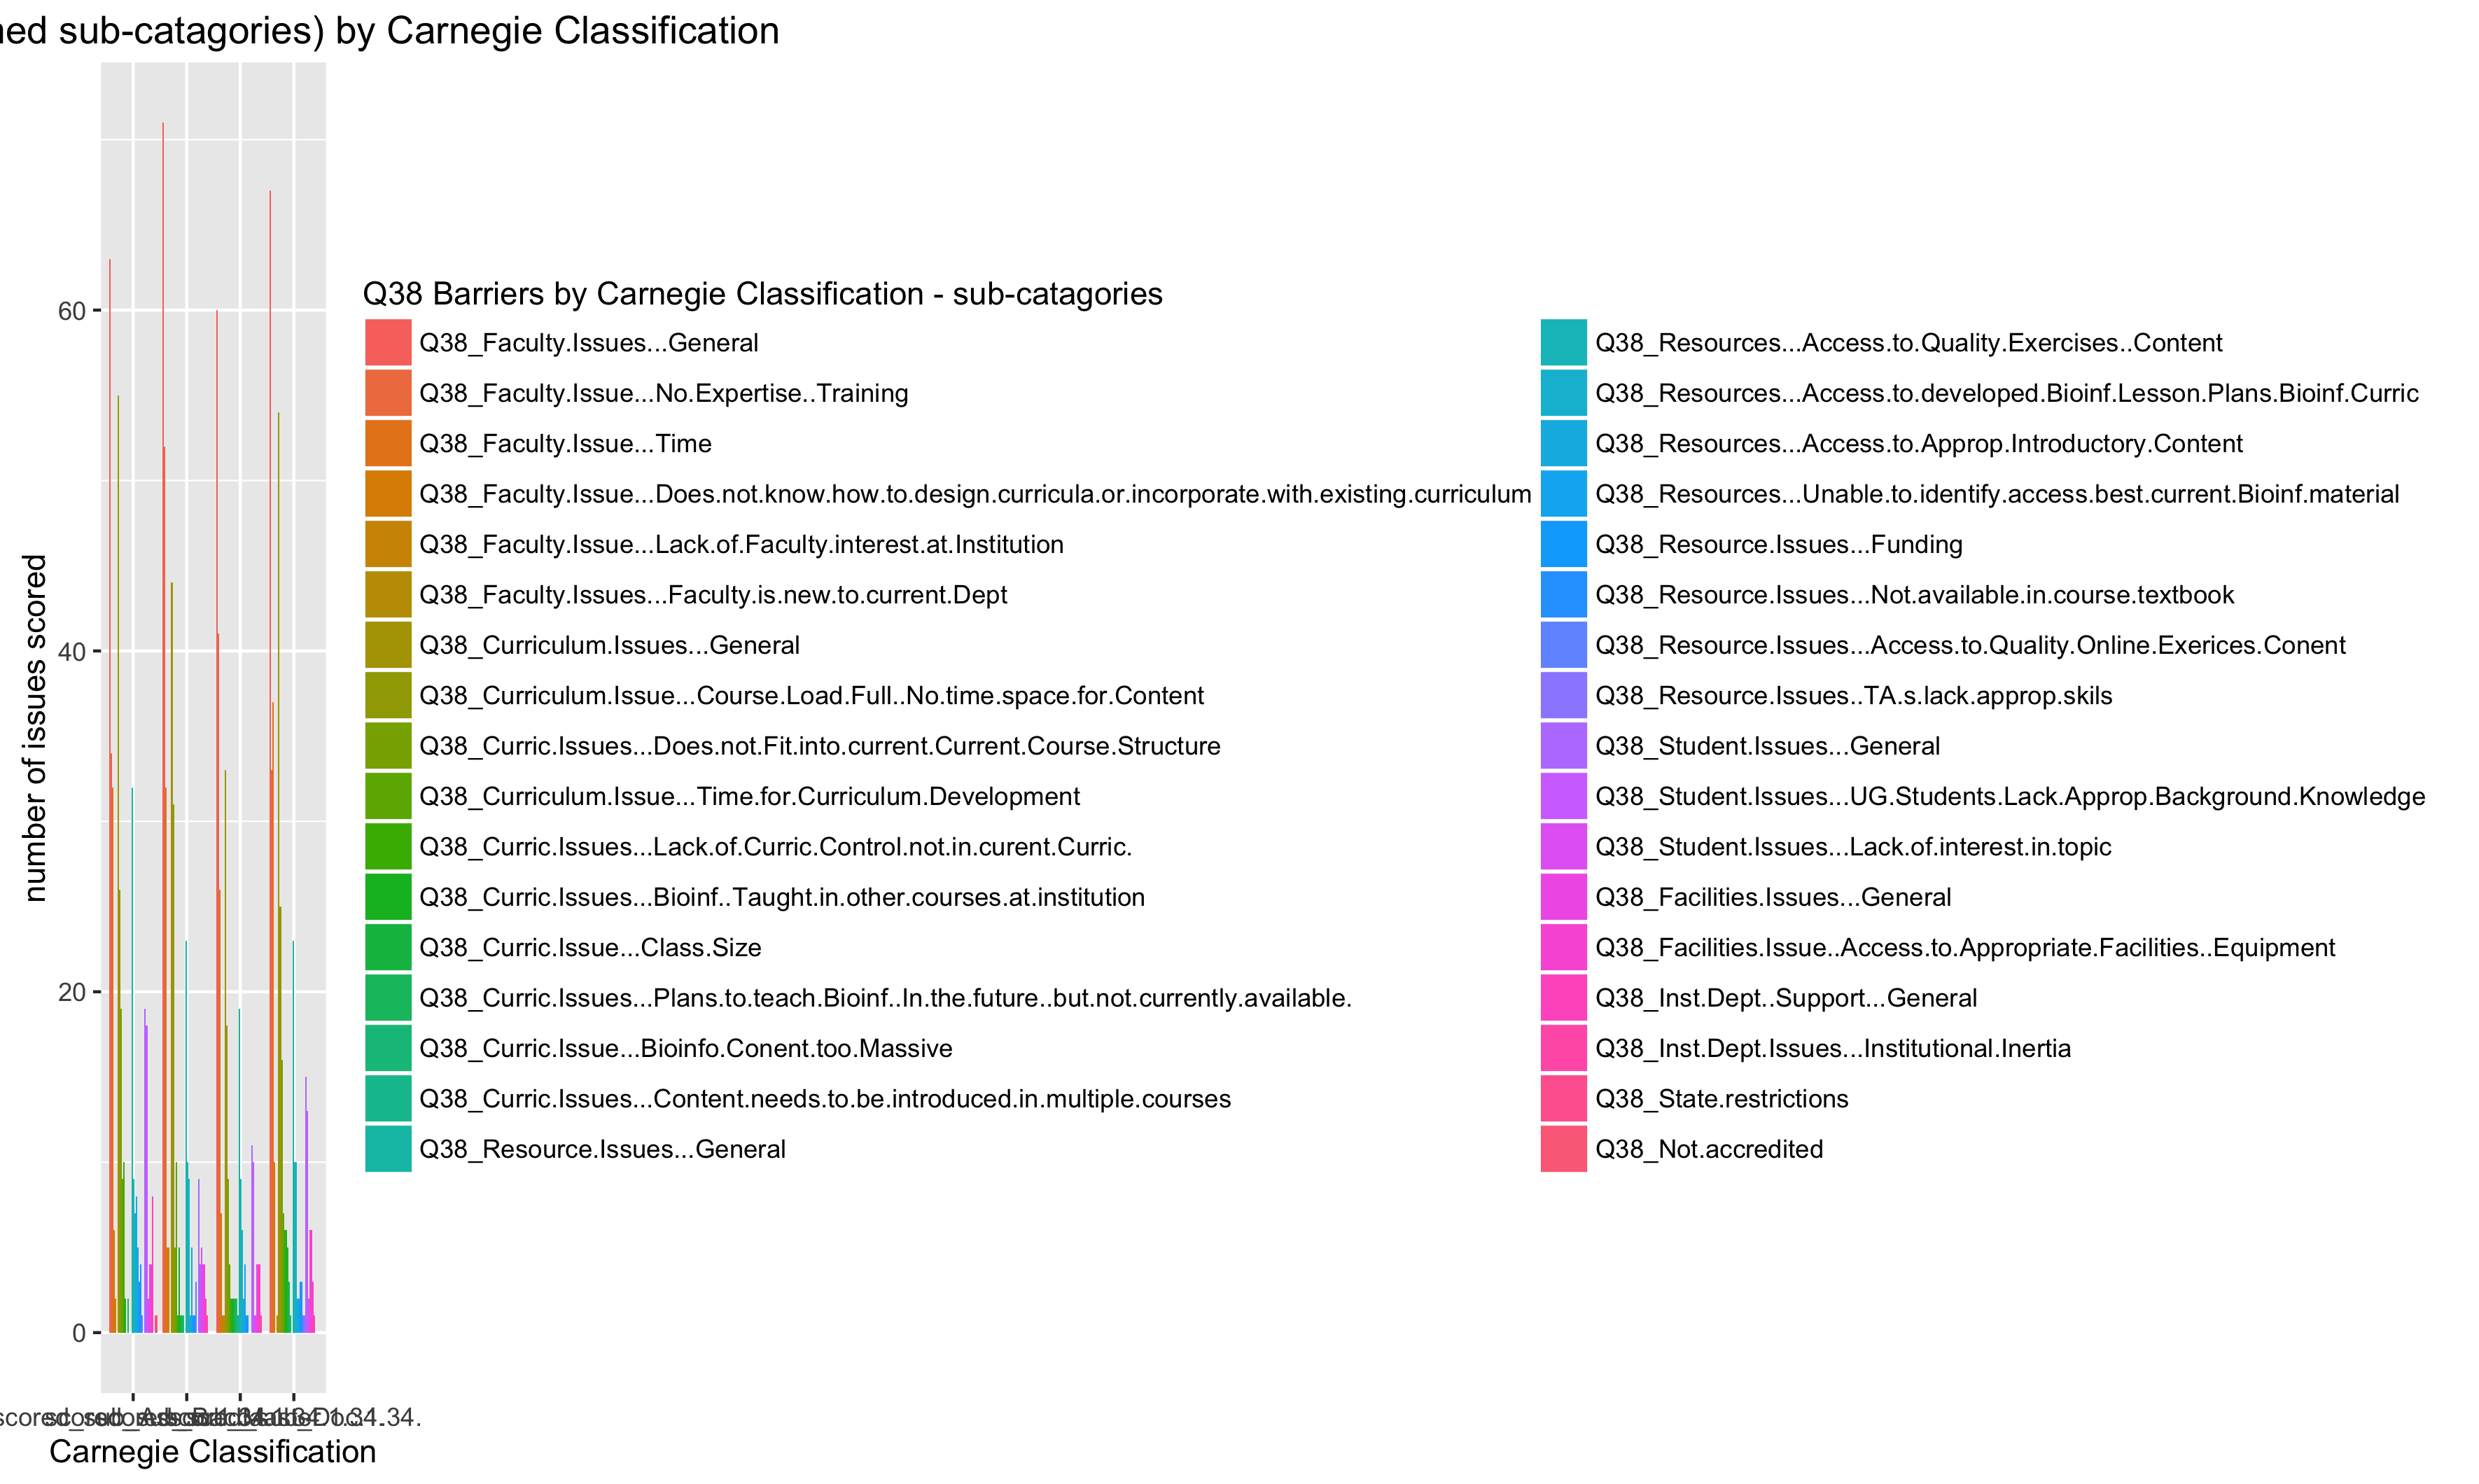 ned sub-catagories) by Carnegie Classification
60
40
20
0
number of issues scored
Carnegie Classification
Q38 Barriers by Carnegie Classification - sub-catagories
Q38_Faculty.Issues...General
Q38_Faculty.Issue...No.Expertise..Training
Q38_Faculty.Issue...Time
Q38_Faculty.Issue...Does.not.know.how.to.design.curricula.or.incorporate.with.existing.curriculum
Q38_Faculty.Issue...Lack.of.Faculty.interest.at.Institution
Q38_Faculty.Issues...Faculty.is.new.to.current.Dept
Q38_Curriculum.Issues...General
Q38_Curriculum.Issue...Course.Load.Full..No.time.space.for.Content
Q38_Curric.Issues...Does.not.Fit.into.current.Current.Course.Structure
Q38_Curriculum.Issue...Time.for.Curriculum.Development
Q38_Curric.Issues...Lack.of.Curric.Control.not.in.curent.Curric.
Q38_Curric.Issues...Bioinf..Taught.in.other.courses.at.institution
Q38_Curric.Issue...Class.Size
Q38_Curric.Issues...Plans.to.teach.Bioinf..In.the.future..but.not.currently.available.
Q38_Curric.Issue...Bioinfo.Conent.too.Massive
Q38_Curric.Issues...Content.needs.to.be.introduced.in.multiple.courses
Q38_Resource.Issues...General
Q38_Resources...Access.to.Quality.Exercises..Content
Q38_Resources...Access.to.developed.Bioinf.Lesson.Plans.Bioinf.Curric
Q38_Resources...Access.to.Approp.Introductory.Content
Q38_Resources...Unable.to.identify.access.best.current.Bioinf.material
Q38_Resource.Issues...Funding
Q38_Resource.Issues...Not.available.in.course.textbook
Q38_Resource.Issues...Access.to.Quality.Online.Exerices.Conent
Q38_Resource.Issues..TA.s.lack.approp.skils
Q38_Student.Issues...General
Q38_Student.Issues...UG.Students.Lack.Approp.Background.Knowledge
Q38_Student.Issues...Lack.of.interest.in.topic
Q38_Facilities.Issues...General
Q38_Facilities.Issue..Access.to.Appropriate.Facilities..Equipment
Q38_Inst.Dept..Support...General
Q38_Inst.Dept.Issues...Institutional.Inertia
Q38_State.restrictions
Q38_Not.accredited